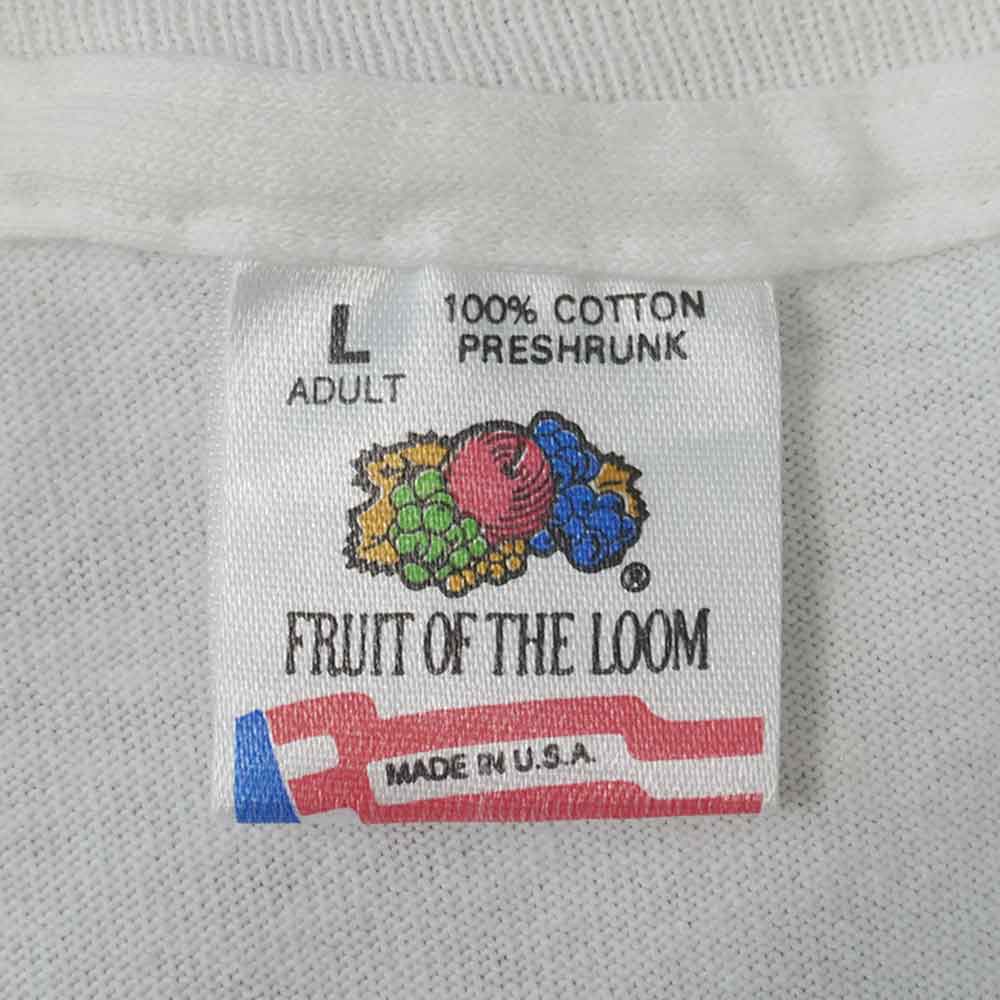 L
ADULT
100% COTTON
PRESHRUNK
®
FRUIT OF THE LOOM
MADE IN U.S.A.